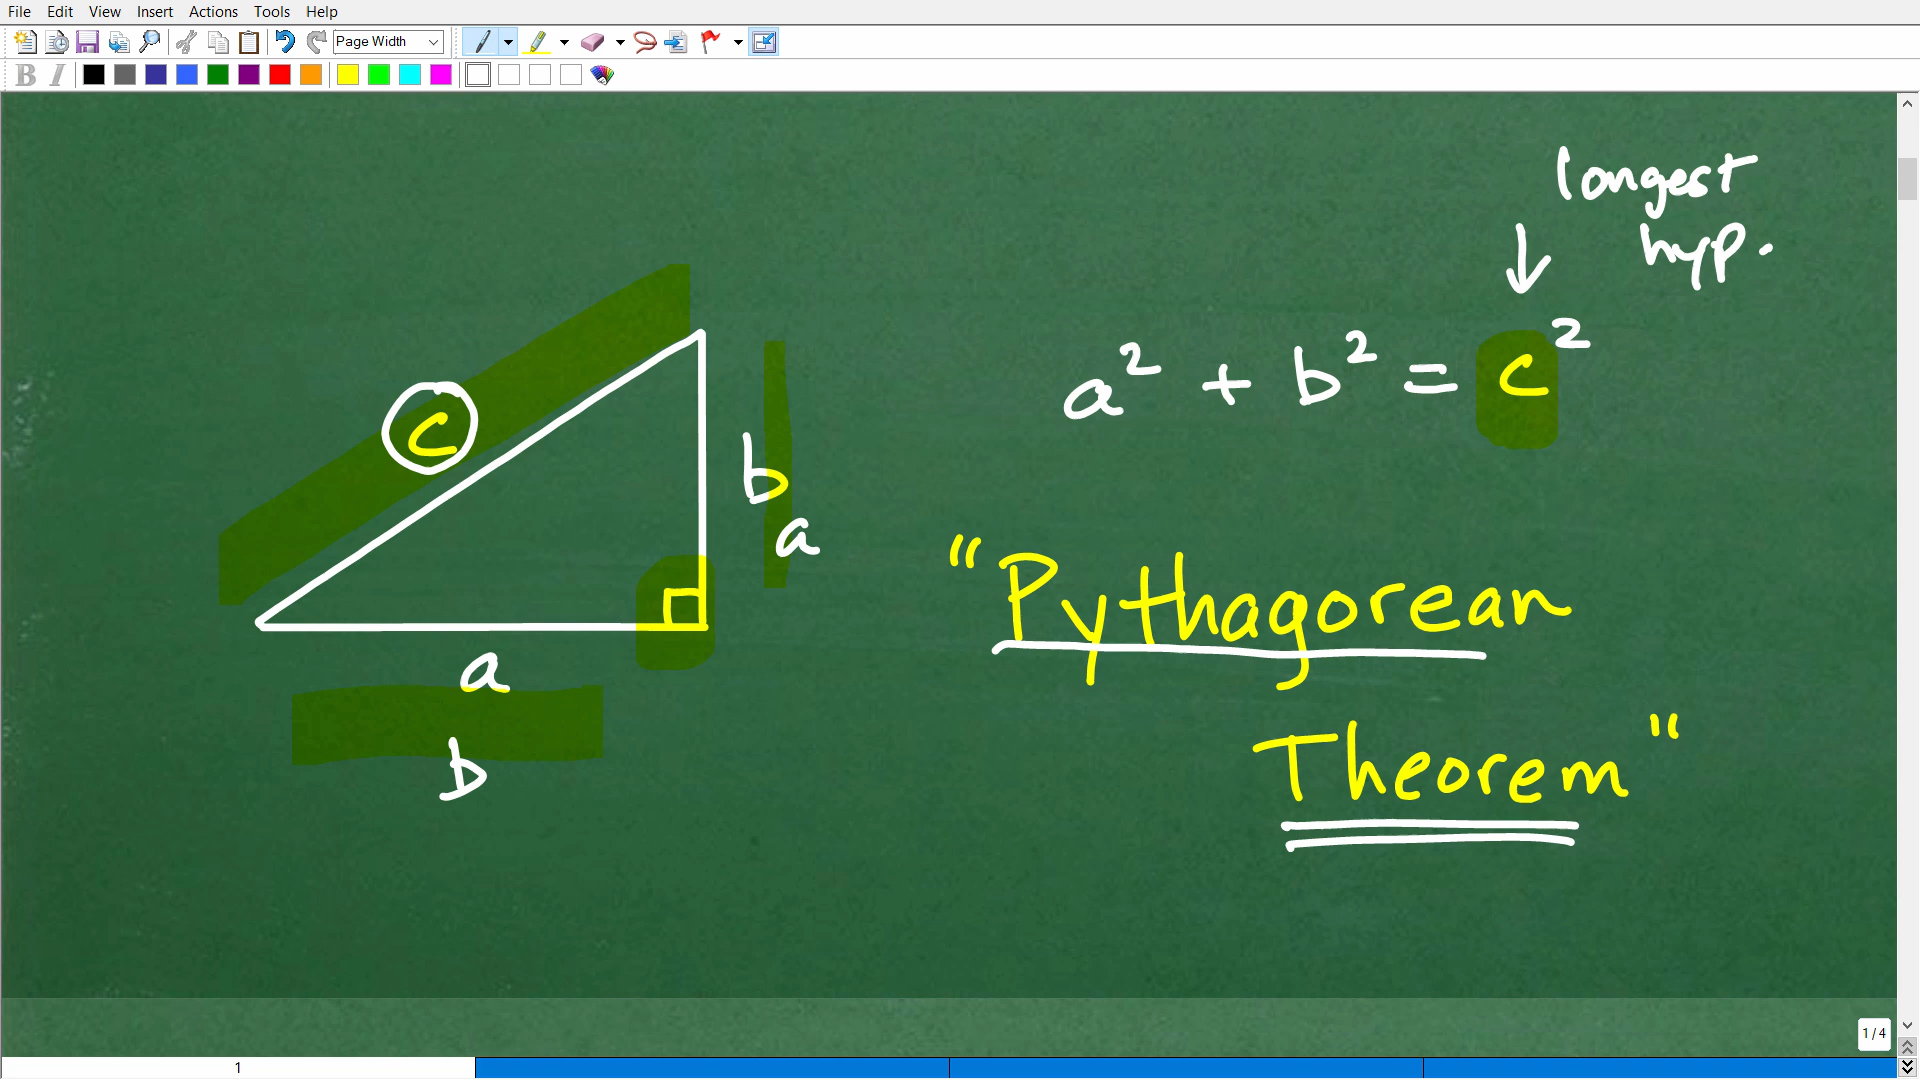 File Edit View Insert Actions Tools Help
Page Width
B I
longest
hyp.
a² + b² = c²
c
b
a
a
b
"Pythagorean
Theorem"
1 / 4
1